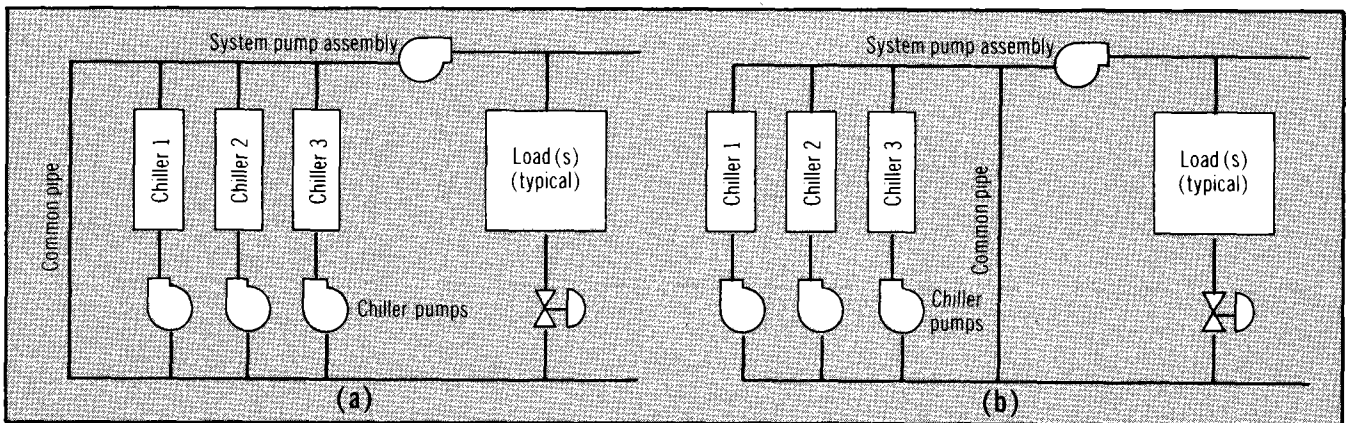 System pump assembly
Common pipe
Chiller 1
Chiller 2
Chiller 3
Load (s)
(typical)
Chiller pumps
(a)
System pump assembly
Chiller 1
Chiller 2
Chiller 3
Common pipe
Load (s)
(typical)
Chiller
pumps
(b)